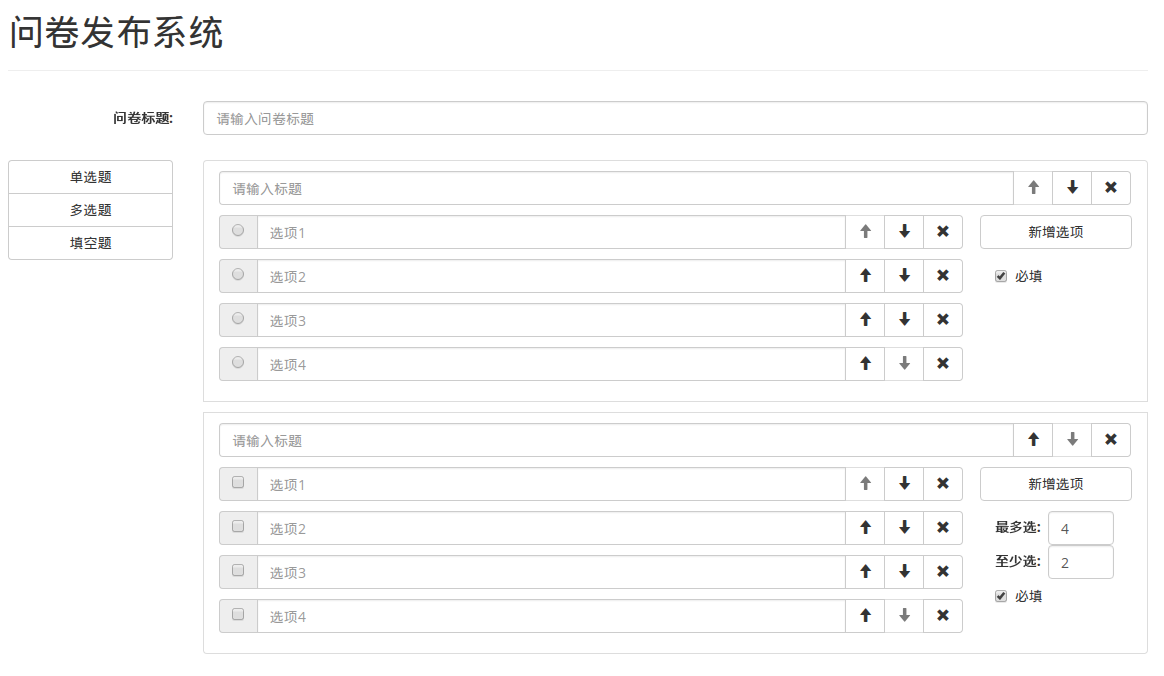 问卷发布系统
问卷标题: 请输入问卷标题
单选题
多选题
填空题
请输入标题
选项1 新增选项
选项2 必填
选项3
选项4
请输入标题
选项1 新增选项
选项2 最多选: 4
选项3 至少选: 2
选项4 必填